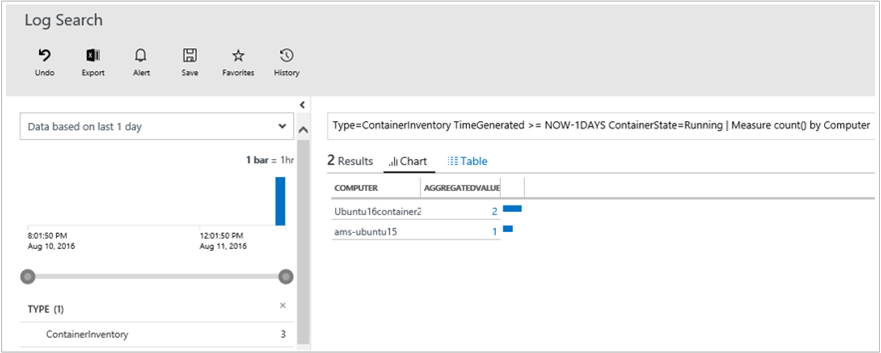 Log Search
Undo Export Alert Save Favorites History
Data based on last 1 day
1 bar = 1hr
8:01:50 PM 12:01:50 PM
Aug 10, 2016 Aug 11, 2016
TYPE (1)
ContainerInventory 3
Type=ContainerInventory TimeGenerated >= NOW-1DAYS ContainerState=Running | Measure count() by Computer
2 Results Chart Table
COMPUTER AGGREGATEDVALUE
Ubuntu16container2 2
ams-ubuntu15 1